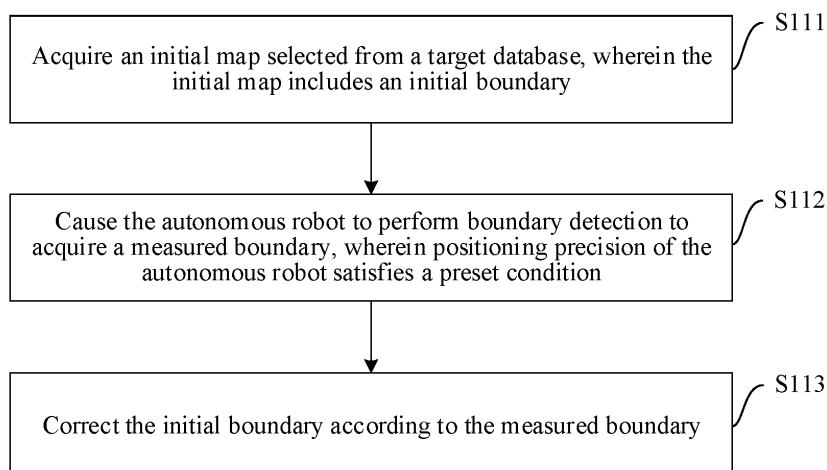 S111
Acquire an initial map selected from a target database, wherein the
initial map includes an initial boundary
S112
Cause the autonomous robot to perform boundary detection to
acquire a measured boundary, wherein positioning precision of the
autonomous robot satisfies a preset condition
S113
Correct the initial boundary according to the measured boundary